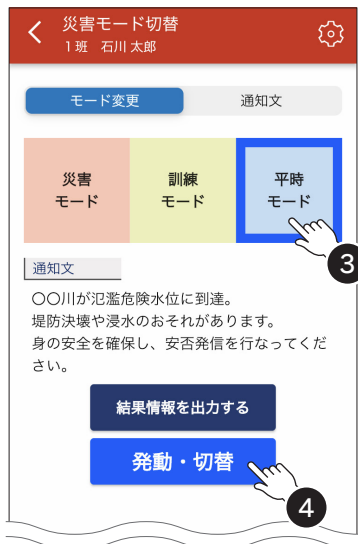 災害モード切替
1班 石川太郎
モード変更
通知文
災害
モード
訓練
モード
平時
モード
3
通知文
〇〇川が氾濫危険水位に到達。
堤防決壊や浸水のおそれがあります。
身の安全を確保し、安否発信を行なってくだ
さい。
結果情報を出力する
発動・切替
4